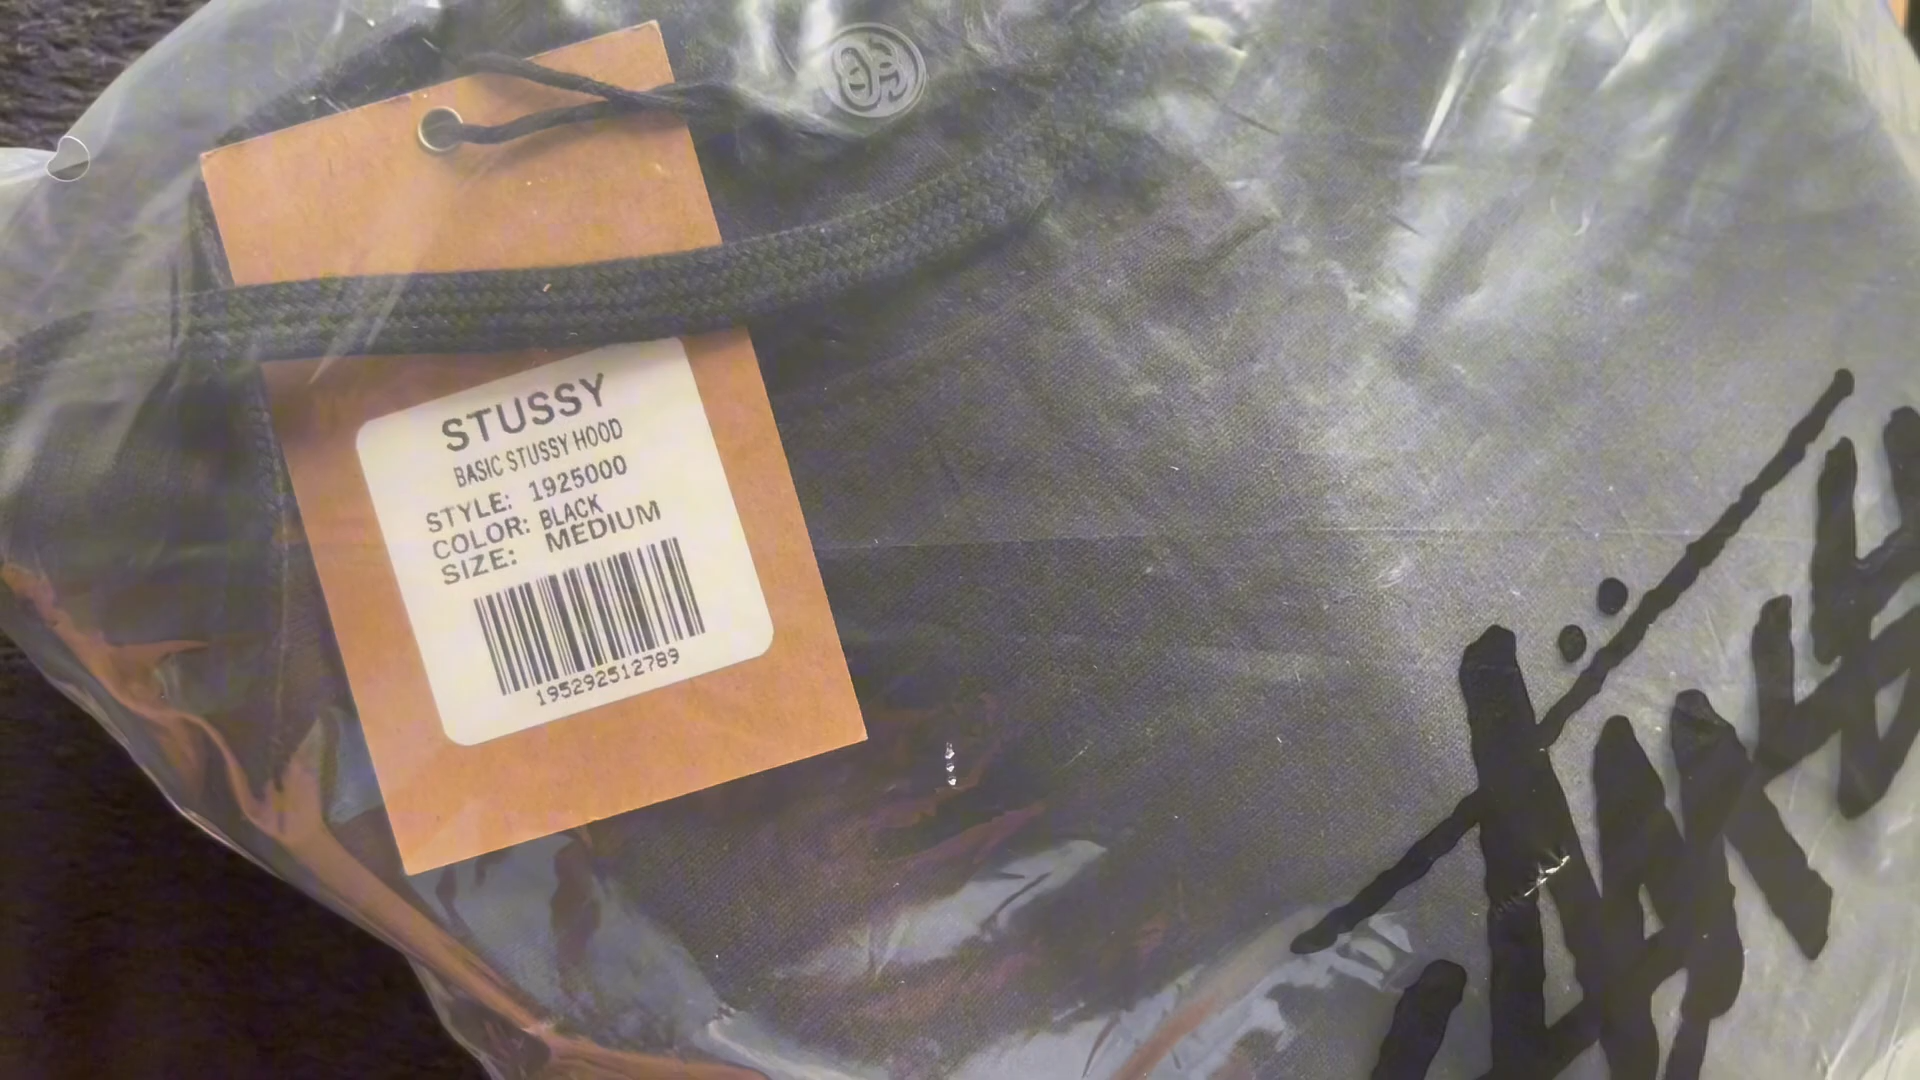 STUSSY
BASIC STUSSY HOOD
STYLE: 1925000
COLOR: BLACK
SIZE: MEDIUM
195292512789